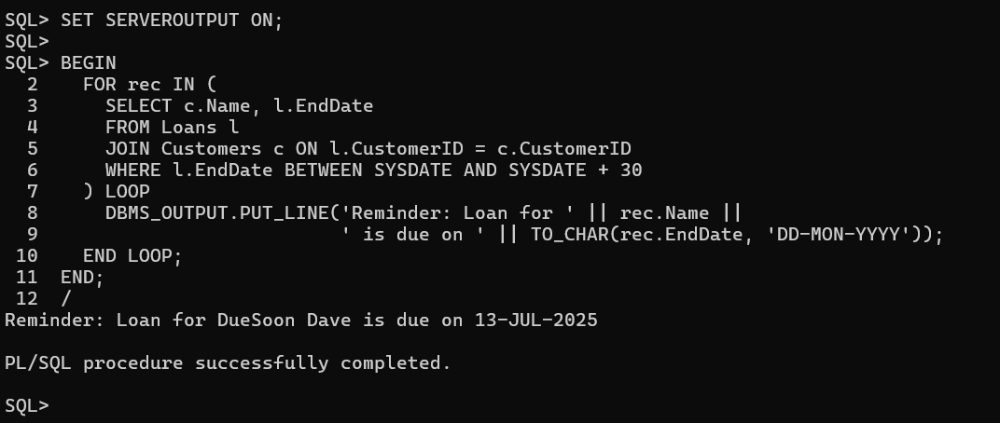 SQL> SET SERVEROUTPUT ON;
SQL>
SQL> BEGIN
  2    FOR rec IN (
  3      SELECT c.Name, l.EndDate
  4      FROM Loans l
  5      JOIN Customers c ON l.CustomerID = c.CustomerID
  6      WHERE l.EndDate BETWEEN SYSDATE AND SYSDATE + 30
  7    ) LOOP
  8      DBMS_OUTPUT.PUT_LINE('Reminder: Loan for ' || rec.Name ||
  9                           ' is due on ' || TO_CHAR(rec.EndDate, 'DD-MON-YYYY'));
 10    END LOOP;
 11  END;
 12  /
Reminder: Loan for DueSoon Dave is due on 13-JUL-2025
PL/SQL procedure successfully completed.
SQL>